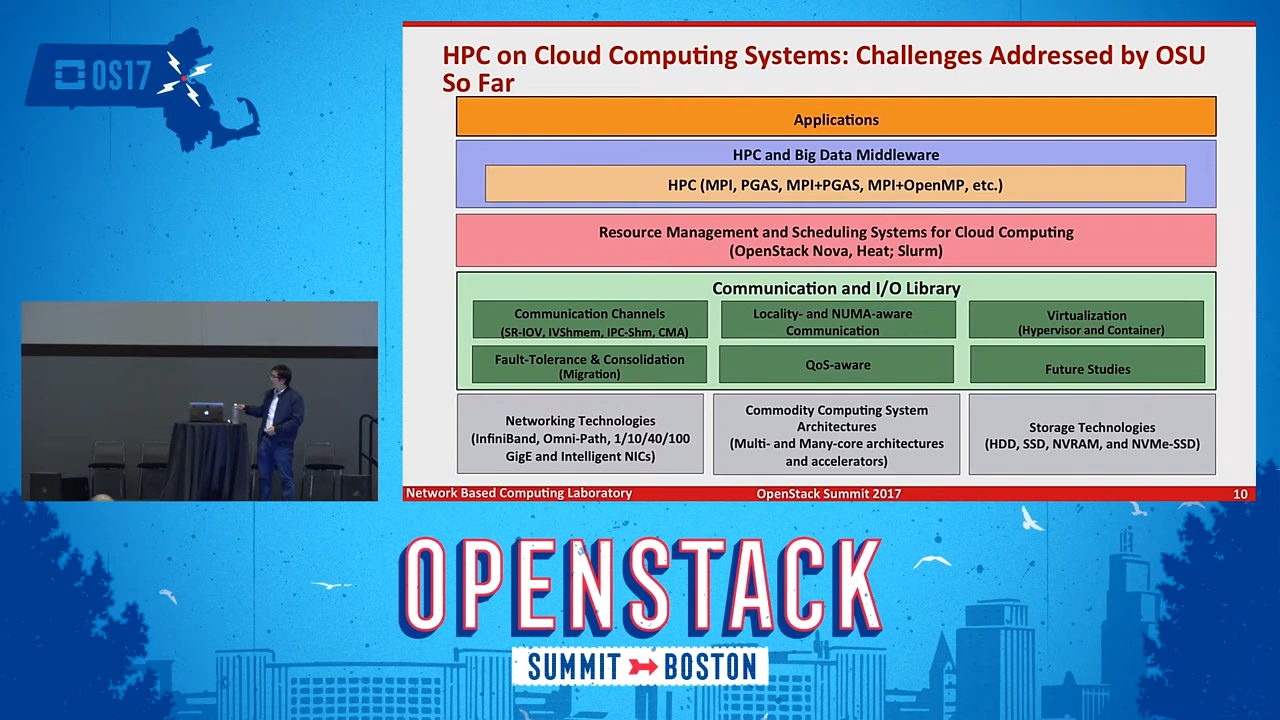 OS17
HPC on Cloud Computing Systems: Challenges Addressed by OSU
So Far
Applications
HPC and Big Data Middleware
HPC (MPI, PGAS, MPI+PGAS, MPI+OpenMP, etc.)
Resource Management and Scheduling Systems for Cloud Computing
(OpenStack Nova, Heat; Slurm)
Communication and I/O Library
Communication Channels
(SR-IOV, IVShmem, IPC-Shm, CMA)
Locality- and NUMA-aware
Communication
Virtualization
(Hypervisor and Container)
Fault-Tolerance & Consolidation
(Migration)
QoS-aware
Future Studies
Networking Technologies
(InfiniBand, Omni-Path, 1/10/40/100
GigE and Intelligent NICs)
Commodity Computing System
Architectures
(Multi- and Many-core architectures
and accelerators)
Storage Technologies
(HDD, SSD, NVRAM, and NVMe-SSD)
Network Based Computing Laboratory
OpenStack Summit 2017
10
OPENSTACK
SUMMIT BOSTON